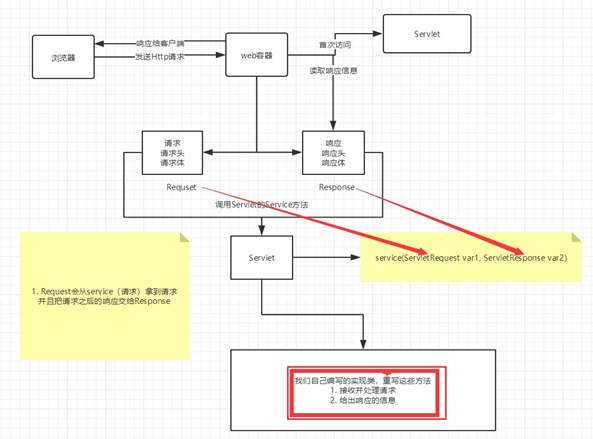 响应给客户端
浏览器
发送Http请求
web容器
首次访问
Servlet
读取响应信息
请求
请求头
请求体
响应
响应头
响应体
Requset
Response
调用Servlet的Service方法
1. Request会从service（请求）拿到请求
并且把请求之后的响应交给Response
Servlet
service(ServletRequest var1, ServletResponse var2)
我们自己编写的实现类，重写这些方法
1. 接收并处理请求
2. 给出响应的信息